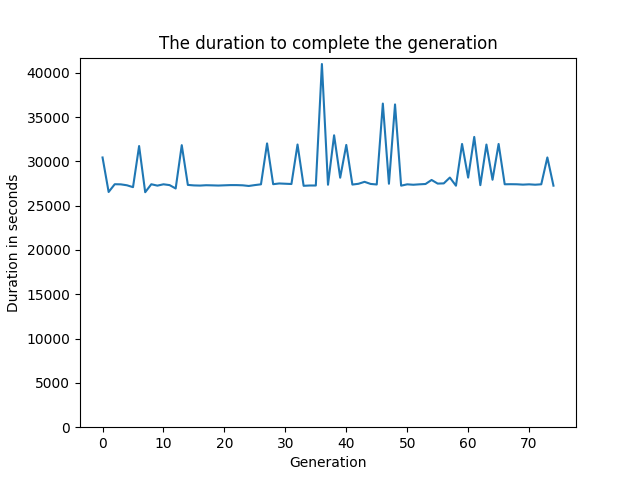 The duration to complete the generation
40000
35000
30000
25000
20000
15000
10000
5000
0
Duration in seconds
0 10 20 30 40 50 60 70
Generation